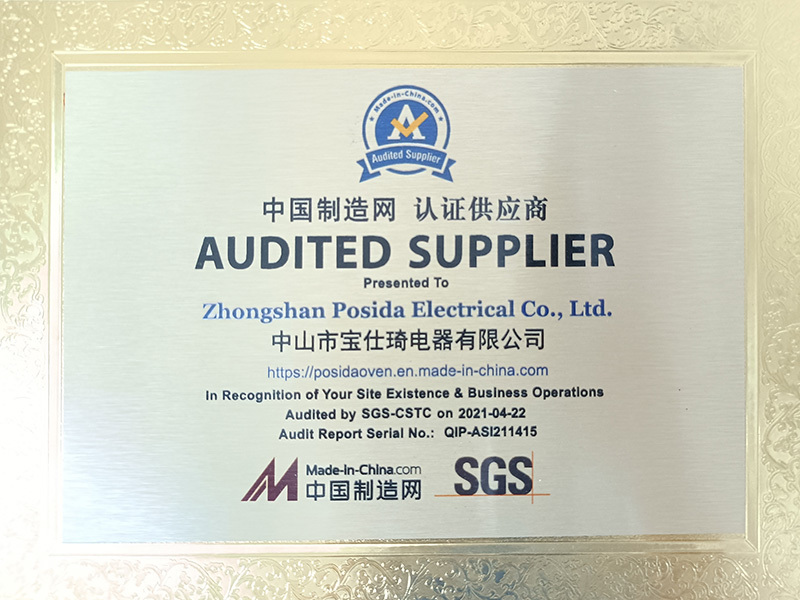 ★ Made-in-China.com ★
A
Audited Supplier
中国制造网 认证供应商
AUDITED SUPPLIER
Presented To
Zhongshan Posida Electrical Co., Ltd.
中山市宝仕琦电器有限公司
https://posidaoven.en.made-in-china.com
In Recognition of Your Site Existence & Business Operations
Audited by SGS-CSTC on 2021-04-22
Audit Report Serial No.: QIP-ASI211415
Made-in-China.com
中国制造网
SGS